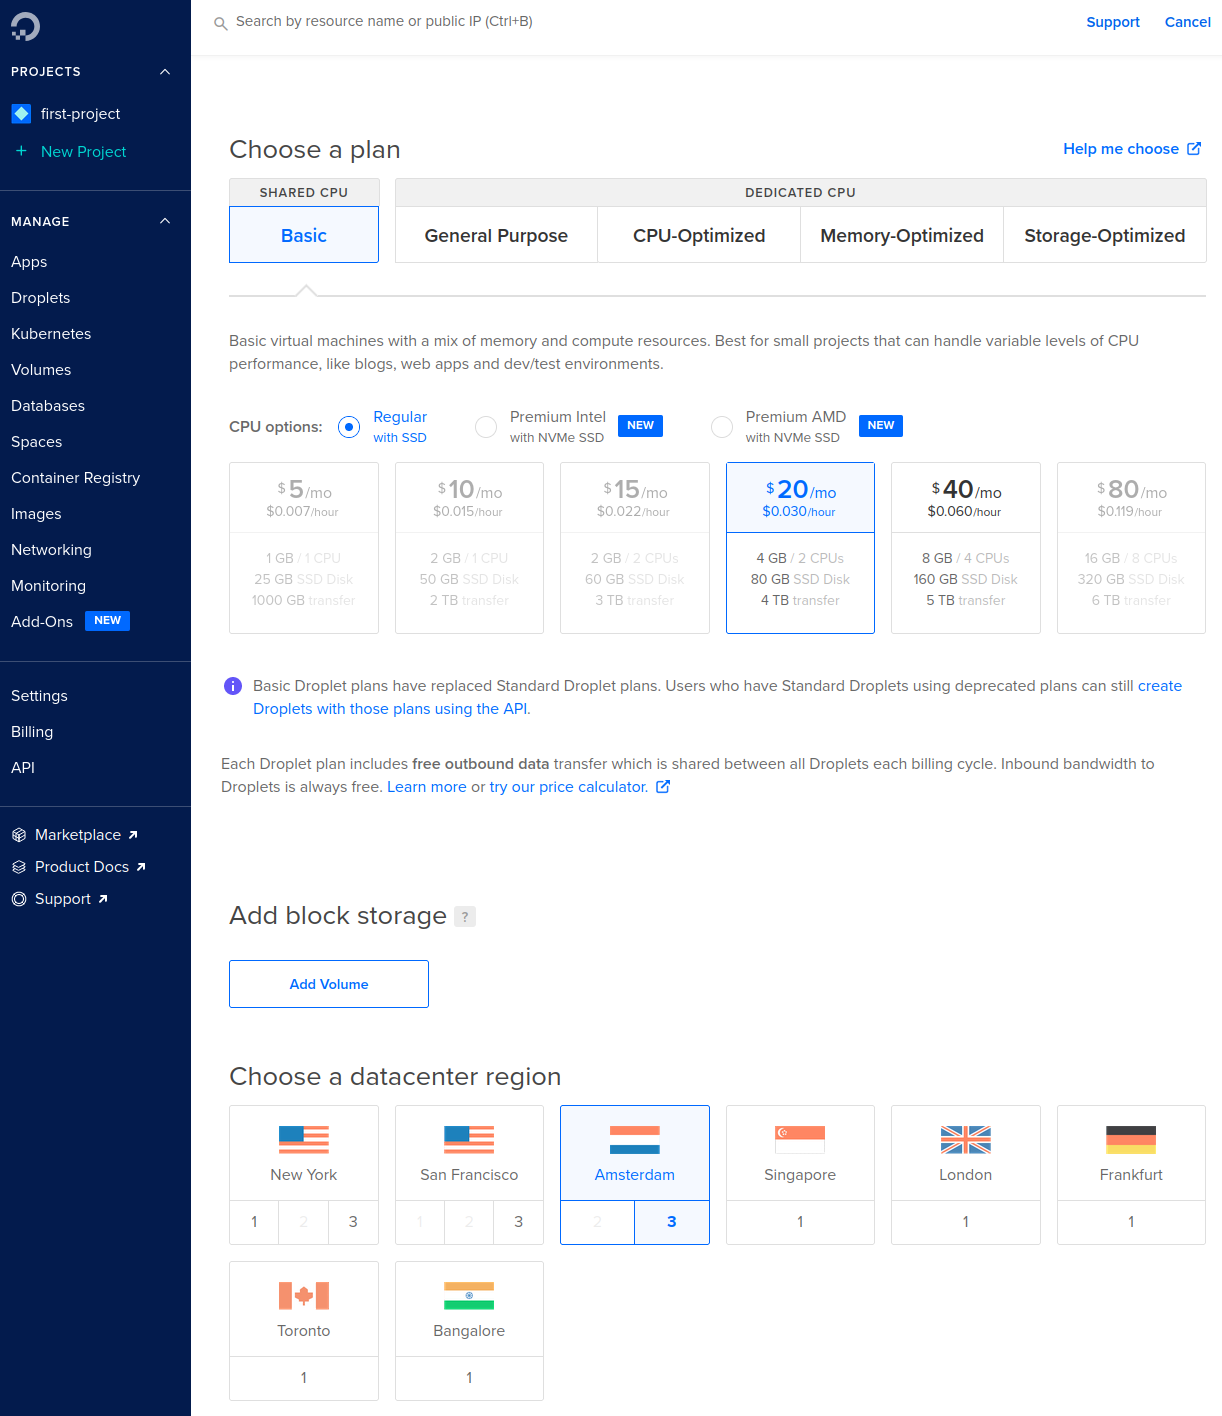 Search by resource name or public IP (Ctrl+B)
Support
Cancel
PROJECTS
first-project
+ New Project
MANAGE
Apps
Droplets
Kubernetes
Volumes
Databases
Spaces
Container Registry
Images
Networking
Monitoring
Add-Ons NEW
Settings
Billing
API
Marketplace
Product Docs
Support
Choose a plan
Help me choose
SHARED CPU
DEDICATED CPU
Basic
General Purpose
CPU-Optimized
Memory-Optimized
Storage-Optimized
Basic virtual machines with a mix of memory and compute resources. Best for small projects that can handle variable levels of CPU
performance, like blogs, web apps and dev/test environments.
CPU options:
Regular
with SSD
Premium Intel
with NVMe SSD
NEW
Premium AMD
with NVMe SSD
NEW
$ 5/mo
$0.007/hour
1 GB / 1 CPU
25 GB SSD Disk
1000 GB transfer
$ 10/mo
$0.015/hour
2 GB / 1 CPU
50 GB SSD Disk
2 TB transfer
$ 15/mo
$0.022/hour
2 GB / 2 CPUs
60 GB SSD Disk
3 TB transfer
$ 20/mo
$0.030/hour
4 GB / 2 CPUs
80 GB SSD Disk
4 TB transfer
$ 40/mo
$0.060/hour
8 GB / 4 CPUs
160 GB SSD Disk
5 TB transfer
$ 80/mo
$0.119/hour
16 GB / 8 CPUs
320 GB SSD Disk
6 TB transfer
i
Basic Droplet plans have replaced Standard Droplet plans. Users who have Standard Droplets using deprecated plans can still create
Droplets with those plans using the API.
Each Droplet plan includes free outbound data transfer which is shared between all Droplets each billing cycle. Inbound bandwidth to
Droplets is always free. Learn more or try our price calculator.
Add block storage ?
Add Volume
Choose a datacenter region
New York
1 2 3
San Francisco
1 2 3
Amsterdam
2 3
Singapore
1
London
1
Frankfurt
1
Toronto
1
Bangalore
1